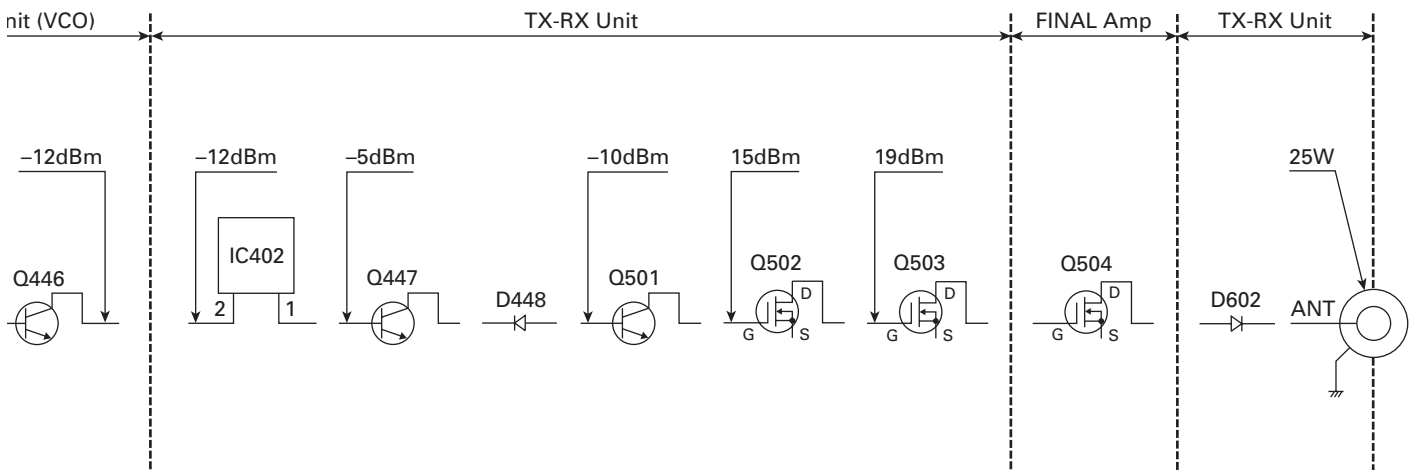 nit (VCO)
TX-RX Unit
FINAL Amp
TX-RX Unit
–12dBm
–12dBm
–5dBm
–10dBm
15dBm
19dBm
25W
Q446
IC402
2
1
Q447
D448
Q501
Q502
D
G
S
Q503
D
G
S
Q504
D
G
S
D602
ANT